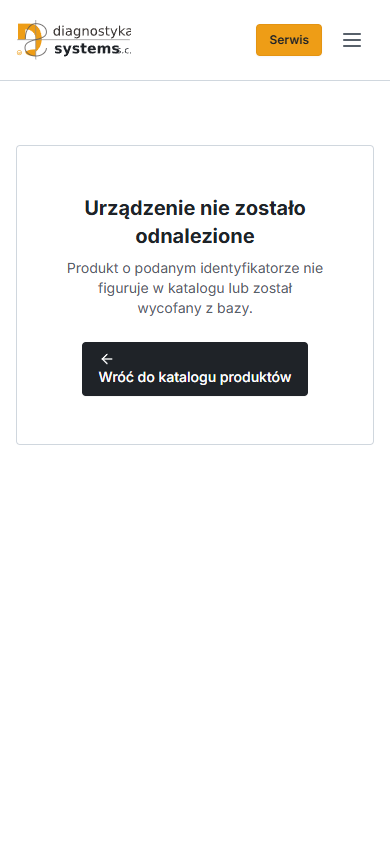 diagnostyka
systems s.c.
Serwis
Urządzenie nie zostało
odnalezione
Produkt o podanym identyfikatorze nie
figuruje w katalogu lub został
wycofany z bazy.
Wróć do katalogu produktów